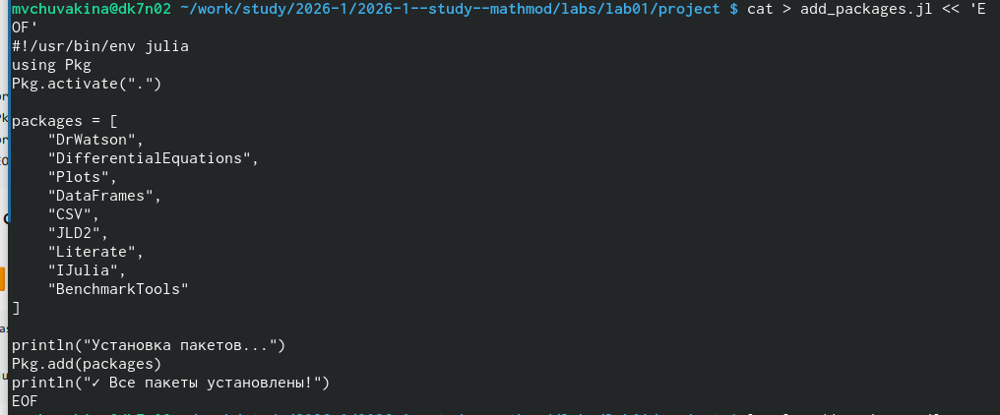 mvchuvakina@dk7n02 ~/work/study/2026-1/2026-1--study--mathmod/labs/lab01/project $ cat > add_packages.jl << 'E
OF'
#!/usr/bin/env julia
using Pkg
Pkg.activate(".")
packages = [
"DrWatson",
"DifferentialEquations",
"Plots",
"DataFrames",
"CSV",
"JLD2",
"Literate",
"IJulia",
"BenchmarkTools"
]
println("Установка пакетов...")
Pkg.add(packages)
println("✓ Все пакеты установлены!")
EOF